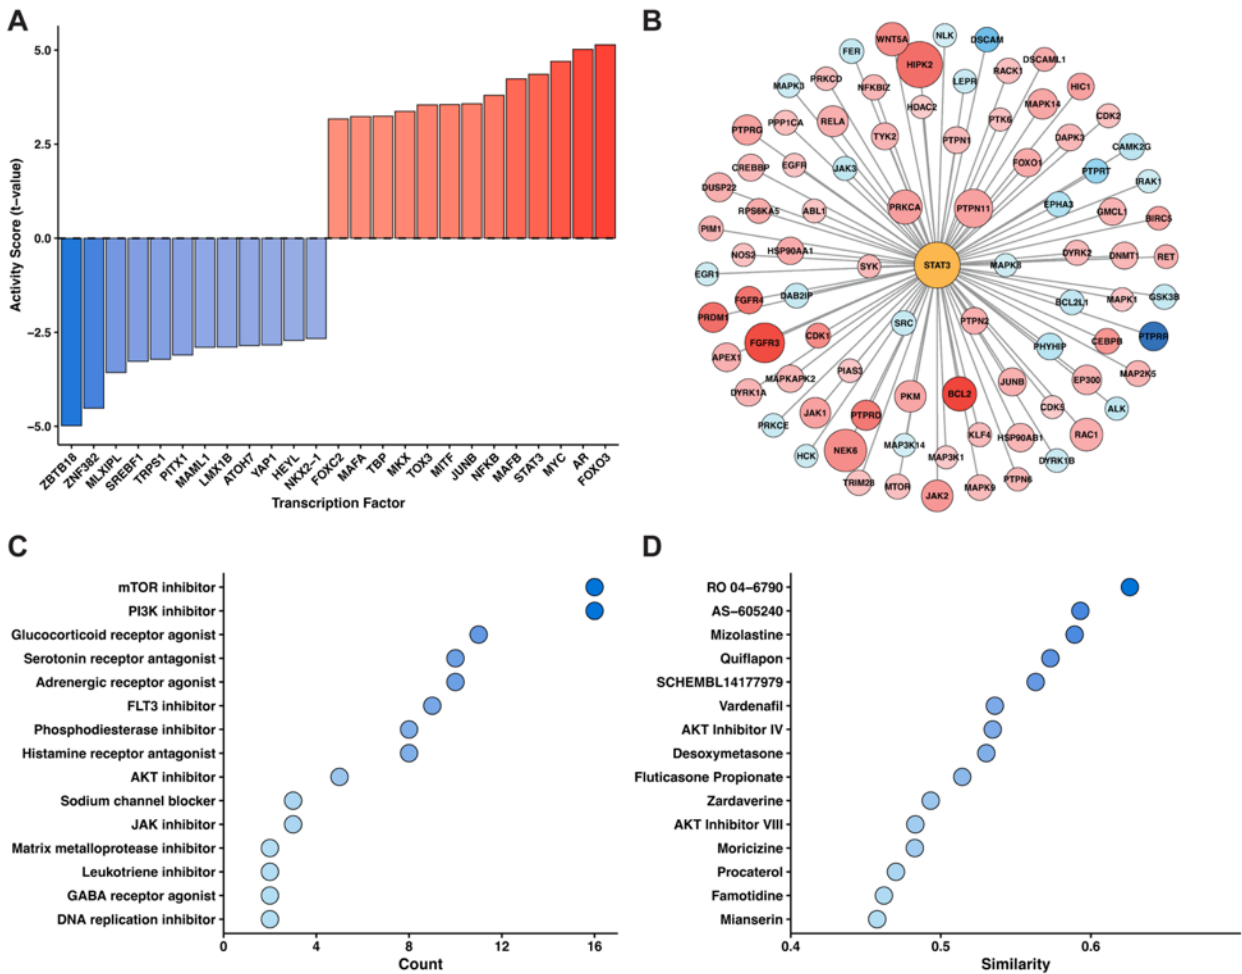 A
5.0
2.5
0.0
−2.5
−5.0
Activity Score (t−value)
ZBTB18
ZNF382
MLXIPL
SREBF1
TRPS1
PITX1
MAML1
LMX1B
ATOH7
YAP1
HEYL
NKX2−1
FOXC2
MAFA
TBP
MKX
TOX3
MITF
JUNB
NFKB
MAFB
STAT3
MYC
AR
FOXO3
Transcription Factor
B
WNT5A
NLK
DSCAM
FER
HIPK2
DSCAML1
RACK1
LEPR
PRKCD
MAPK3
NFKBIZ
HIC1
HDAC2
MAPK14
CDK2
PTPRG
PPP1CA
RELA
TYK2
PTK6
PTPN1
DAPK3
CAMK2G
CREBBP
EGFR
JAK3
FOXO1
PTPRT
IRAK1
DUSP22
RPS6KA5
ABL1
PRKCA
PTPN11
EPHA3
GMCL1
BIRC5
PIM1
NOS2
HSP90AA1
SYK
STAT3
MAPK8
DYRK2
DNMT1
RET
EGR1
FGFR4
DAB2IP
BCL2L1
MAPK1
GSK3B
PRDM1
SRC
PTPN2
FGFR3
CDK1
PHYHIP
CEBPB
PTPRR
APEX1
MAPKAPK2
PIAS3
DYRK1A
JUNB
EP300
MAP2K5
JAK1
PKM
BCL2
CDK5
ALK
PRKCE
PTPRD
HCK
NEK6
MAP3K14
KLF4
HSP90AB1
RAC1
MAP3K1
DYRK1B
TRIM28
MTOR
JAK2
MAPK9
PTPN6
C
mTOR inhibitor
PI3K inhibitor
Glucocorticoid receptor agonist
Serotonin receptor antagonist
Adrenergic receptor agonist
FLT3 inhibitor
Phosphodiesterase inhibitor
Histamine receptor antagonist
AKT inhibitor
Sodium channel blocker
JAK inhibitor
Matrix metalloprotease inhibitor
Leukotriene inhibitor
GABA receptor agonist
DNA replication inhibitor
0 4 8 12 16
Count
D
RO 04−6790
AS−605240
Mizolastine
Quiflapon
SCHEMBL14177979
Vardenafil
AKT Inhibitor IV
Desoxymetasone
Fluticasone Propionate
Zardaverine
AKT Inhibitor VIII
Moricizine
Procaterol
Famotidine
Mianserin
0.4 0.5 0.6
Similarity